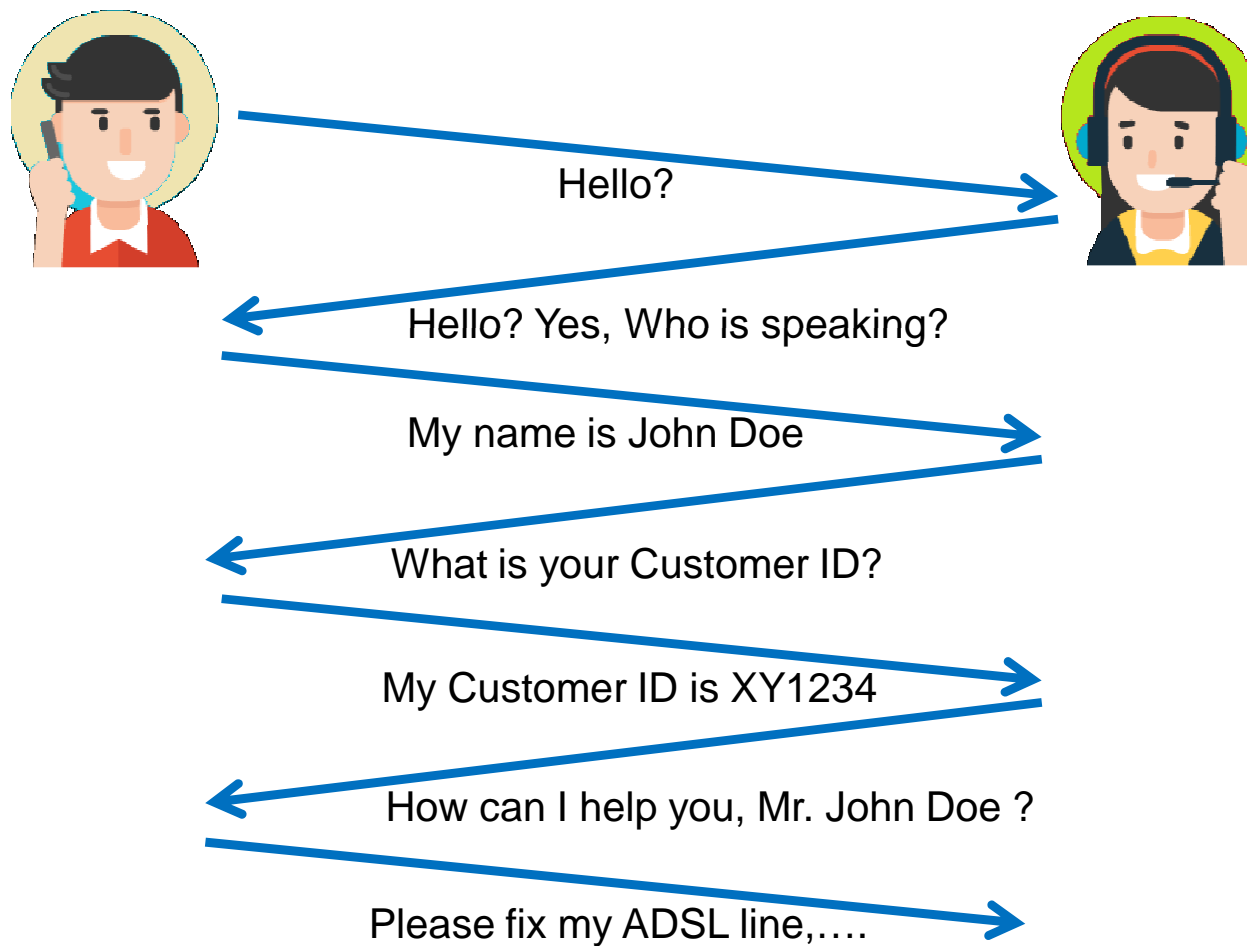 Hello?
Hello? Yes, Who is speaking?
My name is John Doe
What is your Customer ID?
My Customer ID is XY1234
How can I help you, Mr. John Doe ?
Please fix my ADSL line,….